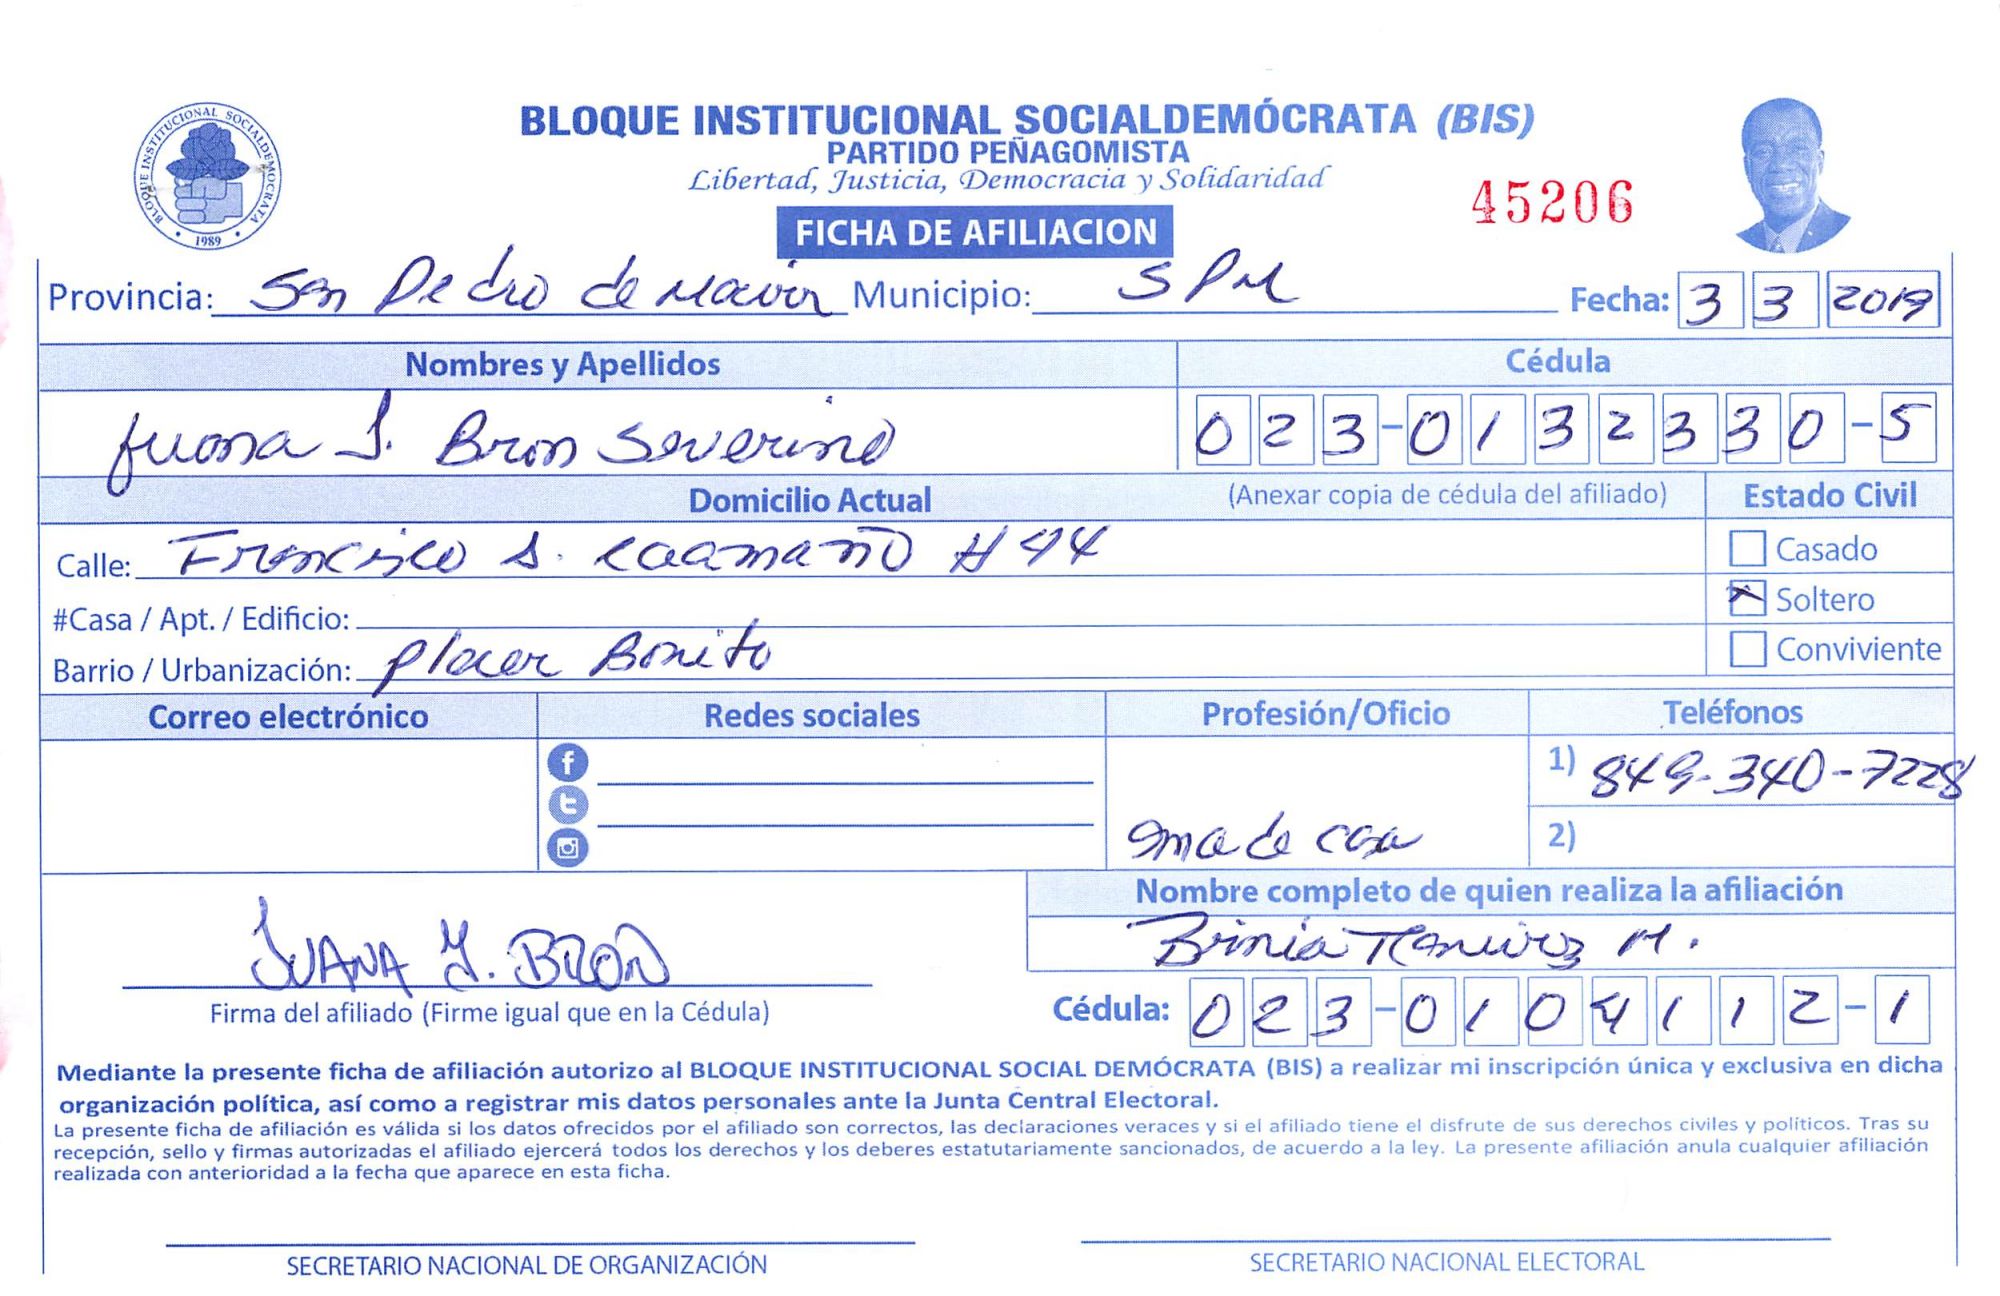 BLOQUE INSTITUCIONAL SOCIALDEMOCRATA
1989
BLOQUE INSTITUCIONAL SOCIALDEMÓCRATA (BIS)
PARTIDO PEÑAGOMISTA
Libertad, Justicia, Democracia y Solidaridad
45206
FICHA DE AFILIACION
Provincia: San Pedro de Macorix Municipio: SPM Fecha: 3 3 2019
Nombres y Apellidos Cédula
Juana J. Bron Severino 023-0132330-5
Domicilio Actual (Anexar copia de cédula del afiliado) Estado Civil
Calle: Francisco A. Caamaño #44 Casado
#Casa / Apt. / Edificio: Soltero
Barrio / Urbanización: Placer Bonito Conviviente
Correo electrónico Redes sociales Profesión/Oficio Teléfonos
1) 849-340-7228
ama de casa 2)
Nombre completo de quien realiza la afiliación
Brinia Ramirez M.
JUANA J. BRON
Firma del afiliado (Firme igual que en la Cédula) Cédula: 023-0104112-1
Mediante la presente ficha de afiliación autorizo al BLOQUE INSTITUCIONAL SOCIAL DEMÓCRATA (BIS) a realizar mi inscripción única y exclusiva en dicha
organización política, así como a registrar mis datos personales ante la Junta Central Electoral.
La presente ficha de afiliación es válida si los datos ofrecidos por el afiliado son correctos, las declaraciones veraces y si el afiliado tiene el disfrute de sus derechos civiles y políticos. Tras su
recepción, sello y firmas autorizadas el afiliado ejercerá todos los derechos y los deberes estatutariamente sancionados, de acuerdo a la ley. La presente afiliación anula cualquier afiliación
realizada con anterioridad a la fecha que aparece en esta ficha.
SECRETARIO NACIONAL DE ORGANIZACIÓN SECRETARIO NACIONAL ELECTORAL